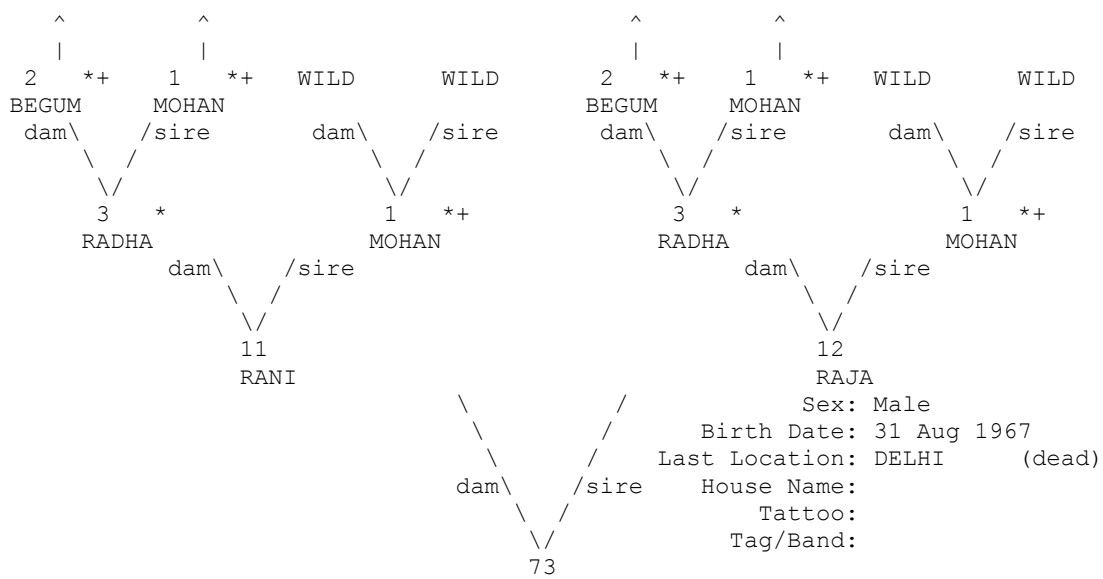 ^ ^ ^ ^
| | | |
2 *+ 1 *+ WILD WILD 2 *+ 1 *+ WILD WILD
BEGUM MOHAN BEGUM MOHAN
dam\ /sire dam\ /sire dam\ /sire dam\ /sire
\ / \ / \ / \ /
\/ \/ \/ \/
3 * 1 *+ 3 * 1 *+
RADHA MOHAN RADHA MOHAN
dam\ /sire dam\ /sire
\ / \ /
\/ \/
11 12
RANI RAJA
\ / Sex: Male
\ / Birth Date: 31 Aug 1967
\ / Last Location: DELHI (dead)
dam\ /sire House Name:
\ / Tattoo:
\/ Tag/Band:
73